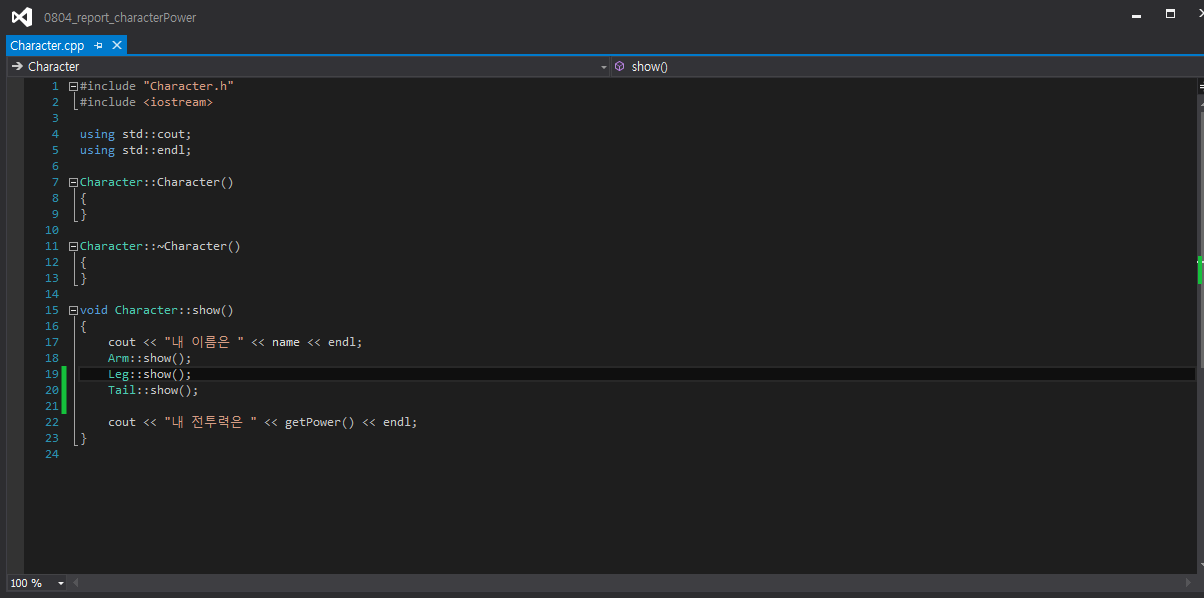 0804_report_characterPower
Character.cpp
Character
show()
1 #include "Character.h"
2 #include <iostream>
3
4 using std::cout;
5 using std::endl;
6
7 Character::Character()
8 {
9 }
10
11 Character::~Character()
12 {
13 }
14
15 void Character::show()
16 {
17 cout << "내 이름은 " << name << endl;
18 Arm::show();
19 Leg::show();
20 Tail::show();
21
22 cout << "내 전투력은 " << getPower() << endl;
23 }
24
100 %